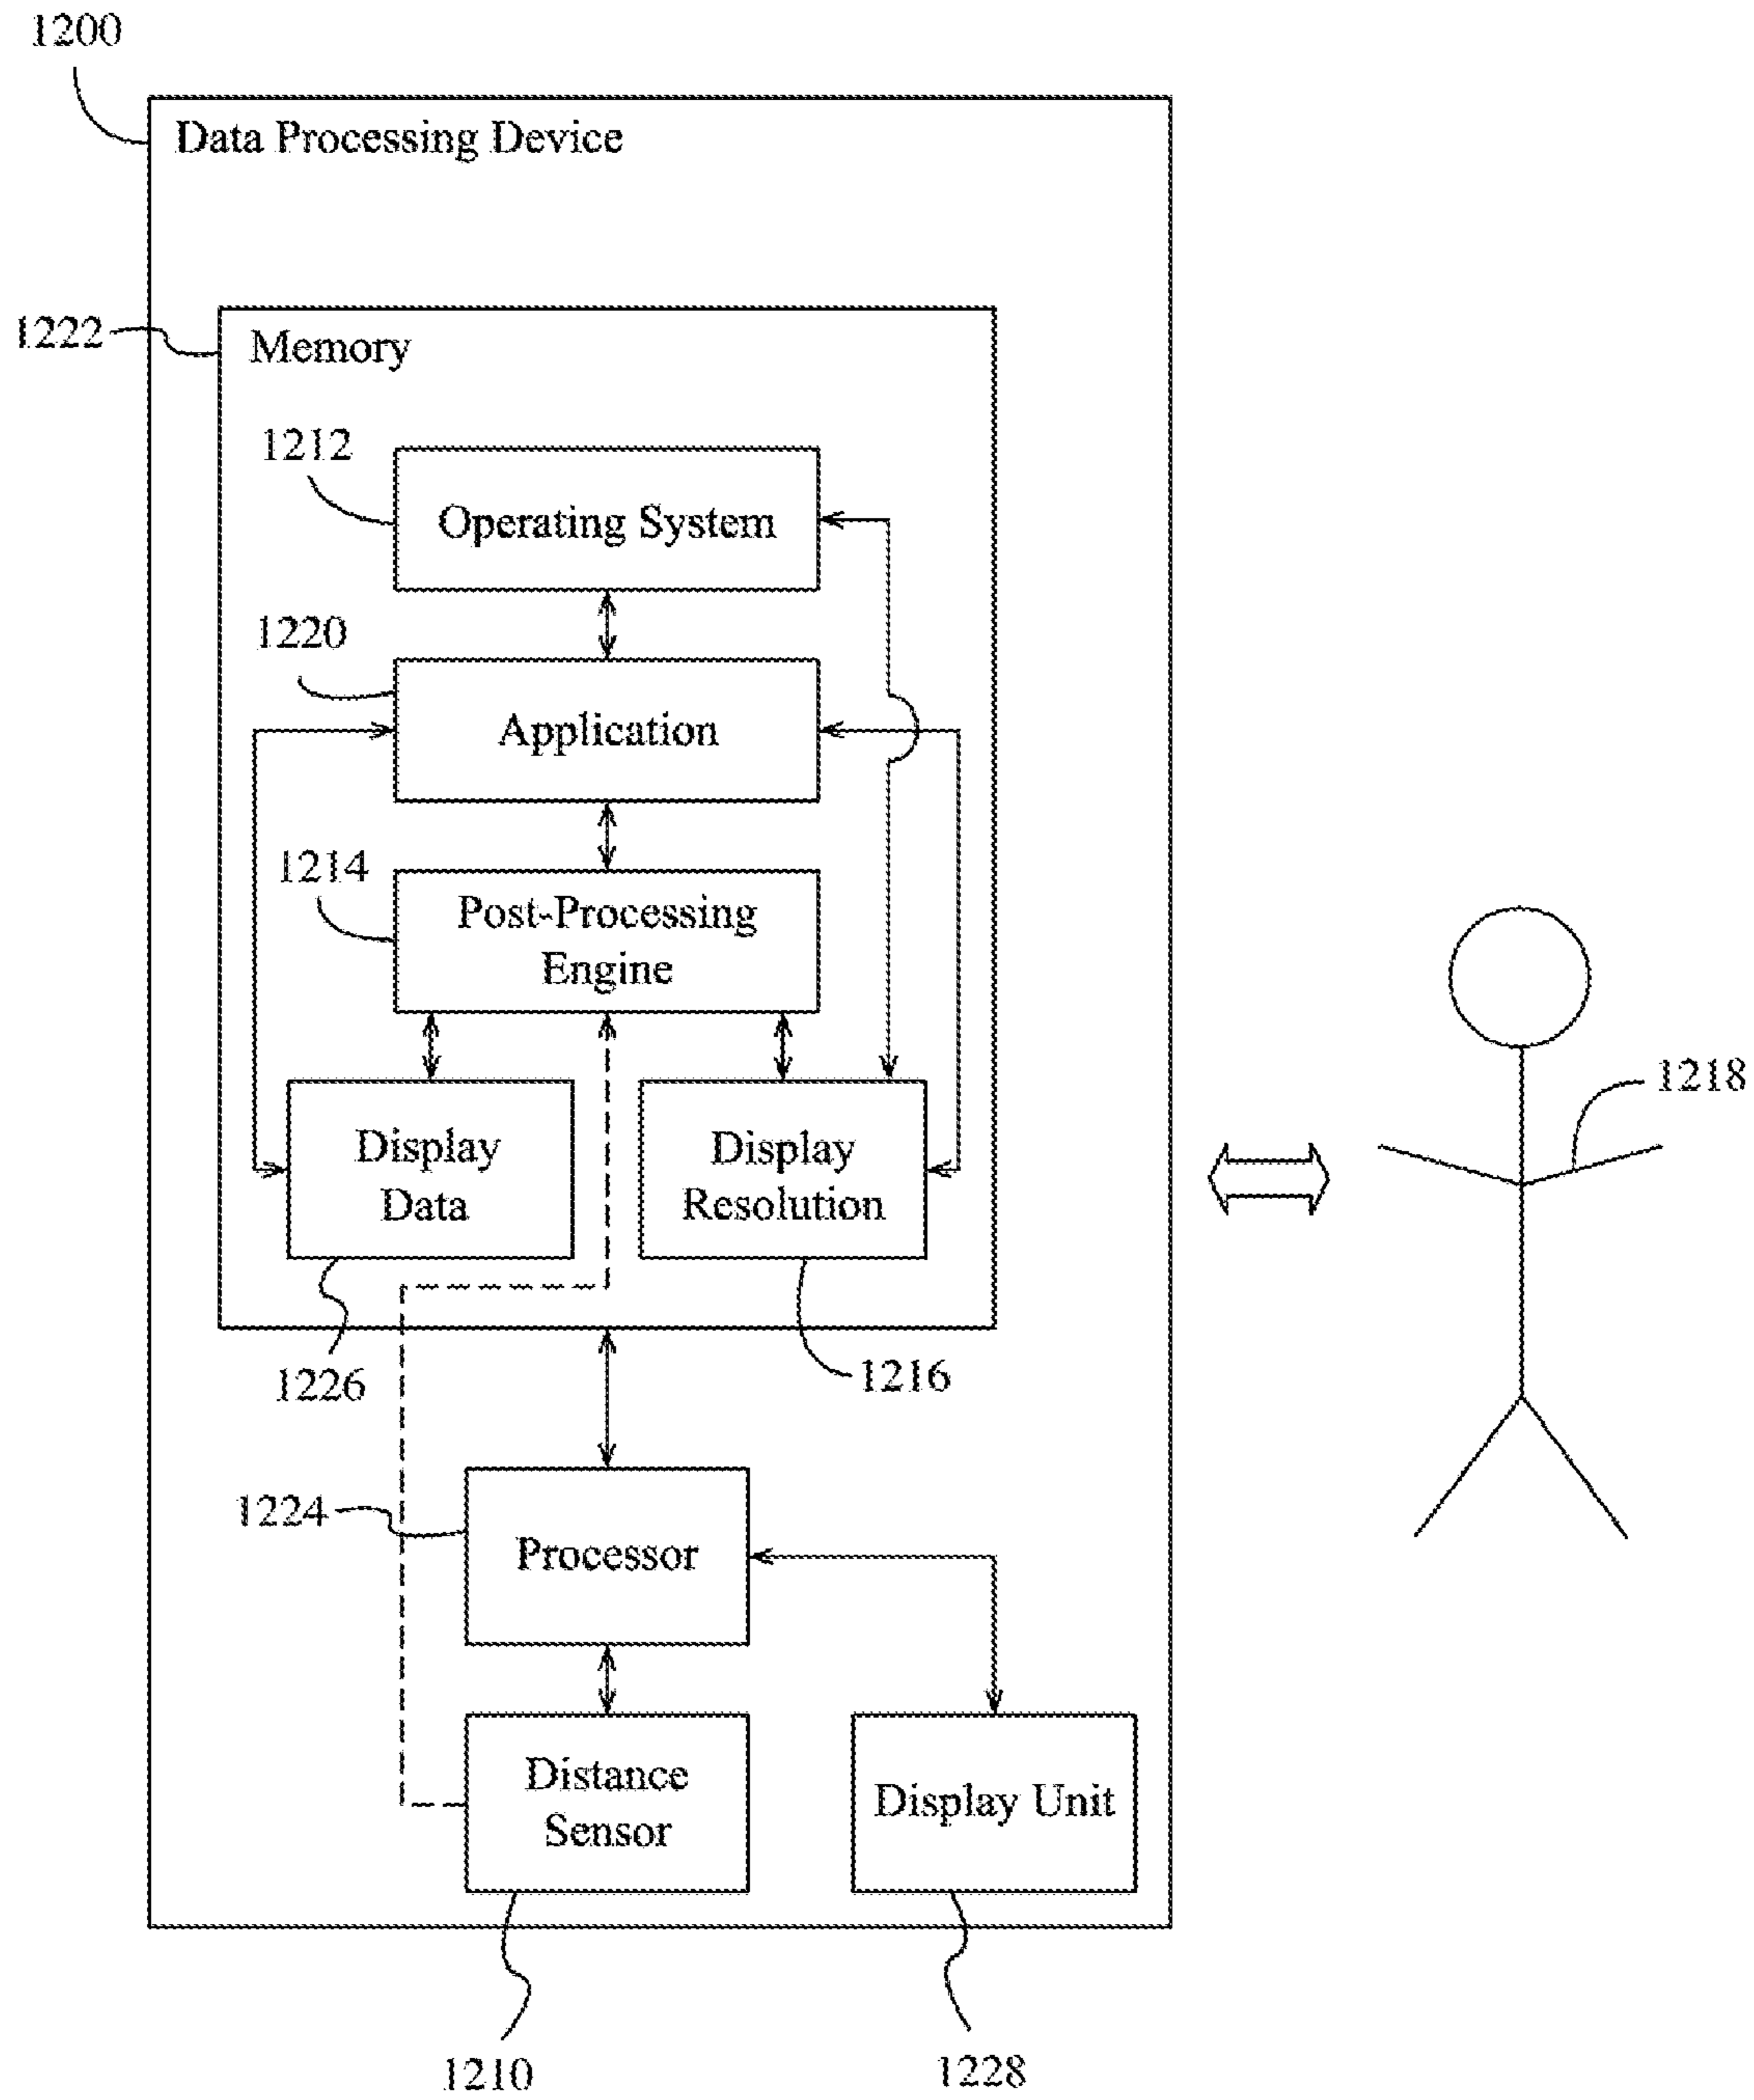 1200
Data Processing Device
1222
Memory
1212
Operating System
1220
Application
1214
Post-Processing
Engine
1218
Display
Data
Display
Resolution
1226
1216
1224
Processor
Distance
Sensor
Display Unit
1210
1228